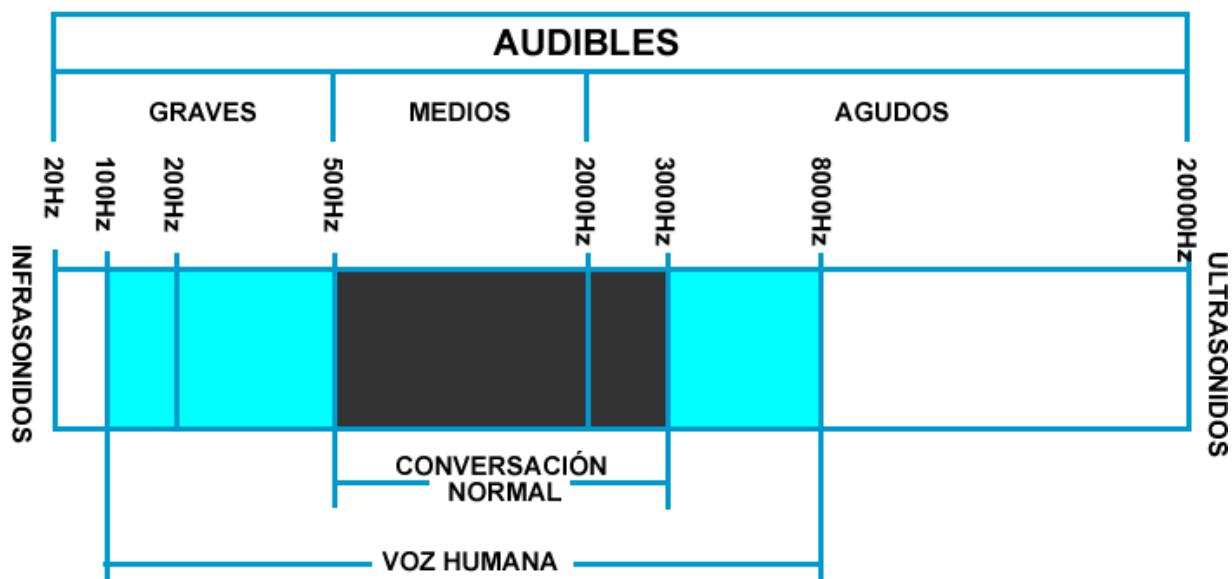 AUDIBLES
GRAVES
MEDIOS
AGUDOS
20Hz
100Hz
200Hz
500Hz
2000Hz
3000Hz
8000Hz
20000Hz
INFRASONIDOS
ULTRASONIDOS
CONVERSACIÓN
NORMAL
VOZ HUMANA